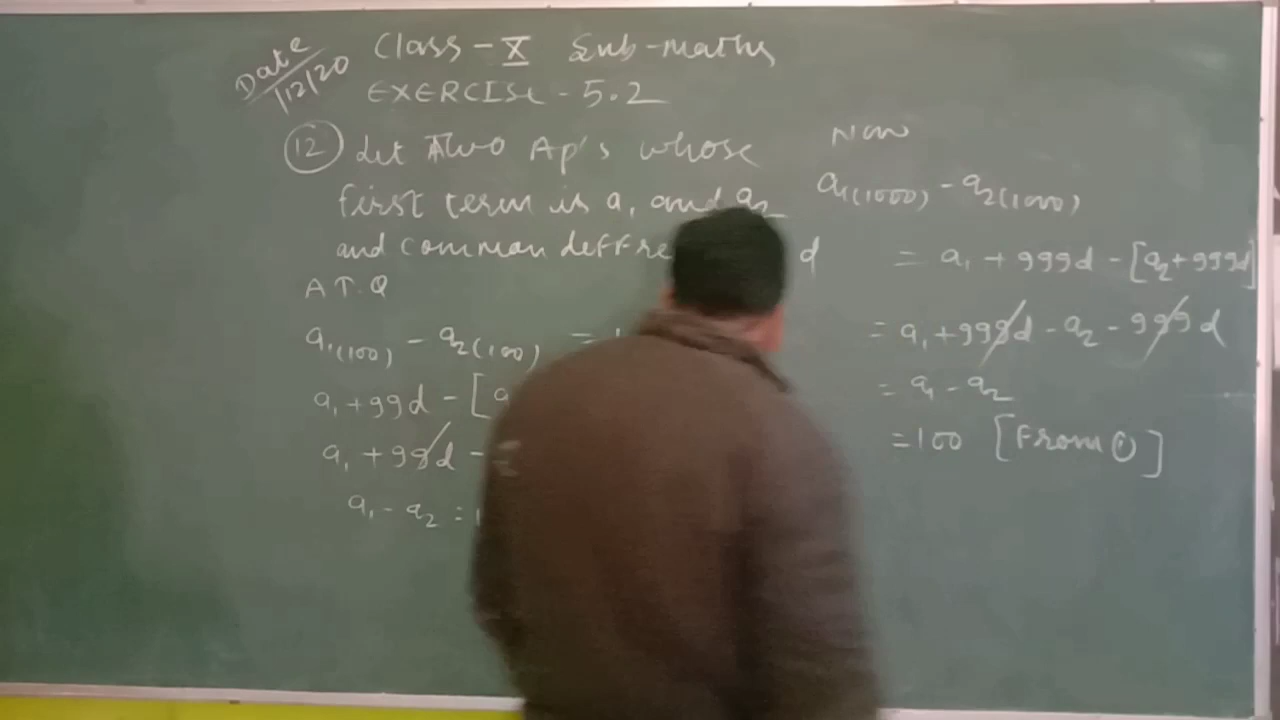 Date
/12/20
Class - X Sub-maths
EXERCISE - 5.2
12 Let Two Ap's whose
first term is a₁ and a₂
and common deffre d
A T. Q
a₁(100) - a₂(100) =
a₁ + 99d - [a
a₁ + 99d -
a₁ - a₂ =
Now
a₁(1000) - a₂(1000)
= a₁ + 999d - [a₂ + 999d]
= a₁ + 999d - a₂ - 999d
= a₁ - a₂
= 100 [From ①]